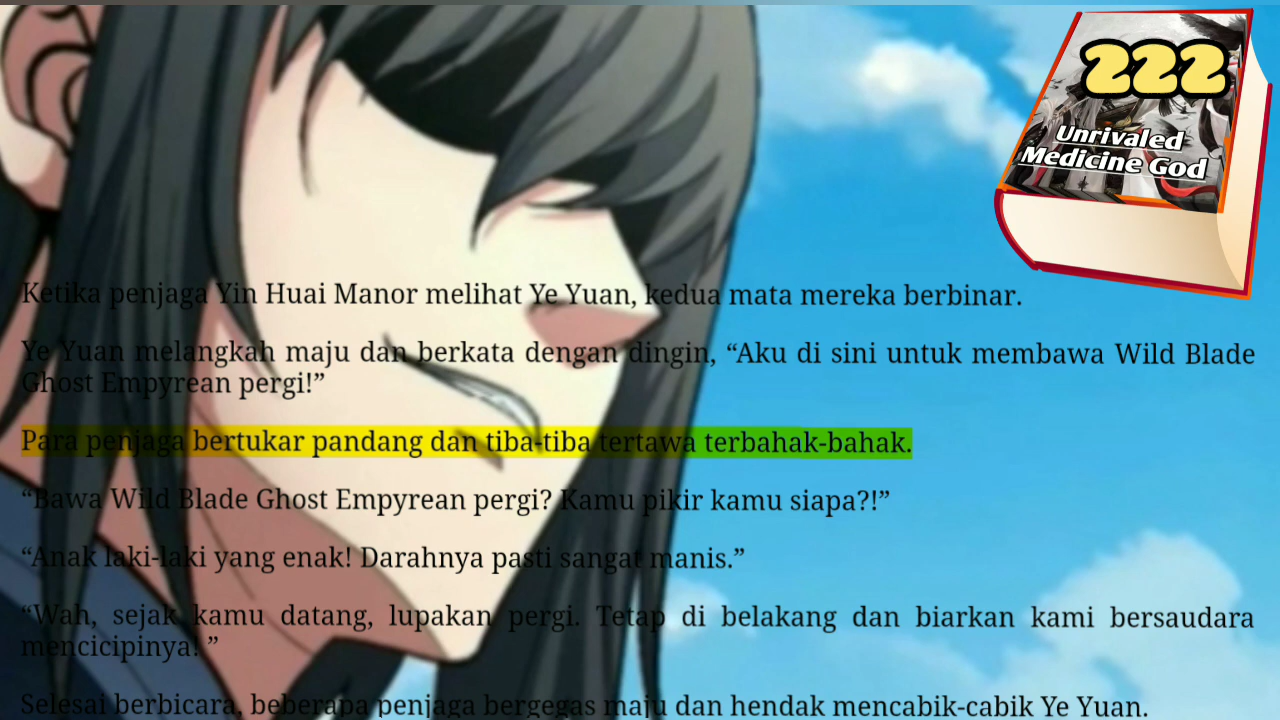 222
Unrivaled
Medicine God
Ketika penjaga Yin Huai Manor melihat Ye Yuan, kedua mata mereka berbinar.
Ye Yuan melangkah maju dan berkata dengan dingin, “Aku di sini untuk membawa Wild Blade
Ghost Empyrean pergi!”
Para penjaga bertukar pandang dan tiba-tiba tertawa terbahak-bahak.
“Bawa Wild Blade Ghost Empyrean pergi? Kamu pikir kamu siapa?!”
“Anak laki-laki yang enak! Darahnya pasti sangat manis.”
“Wah, sejak kamu datang, lupakan pergi. Tetap di belakang dan biarkan kami bersaudara
mencicipinya! ”
Selesai berbicara, beberapa penjaga bergegas maju dan hendak mencabik-cabik Ye Yuan.